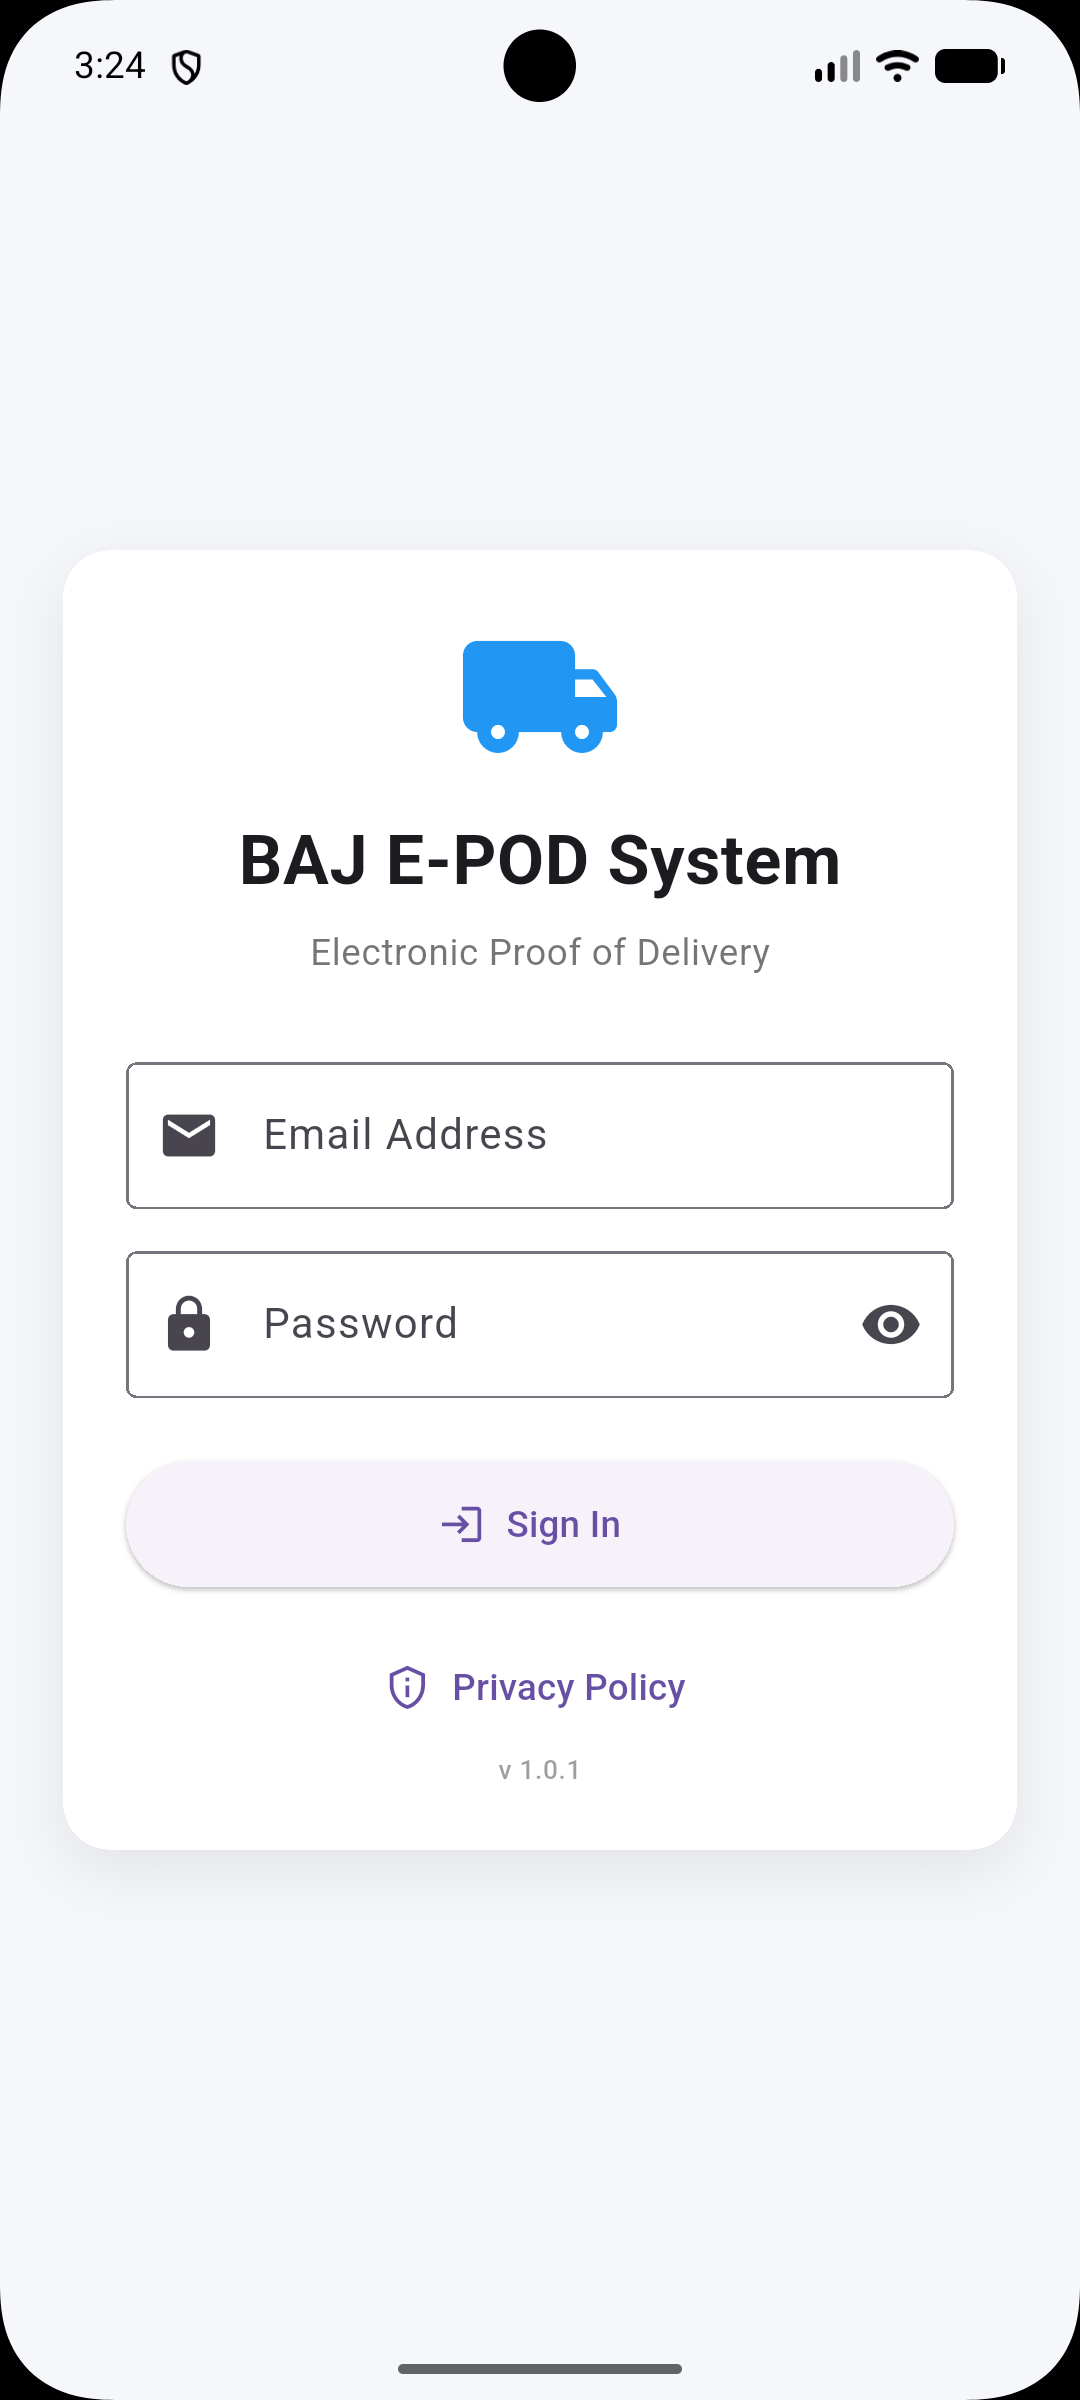 3:24
BAJ E-POD System
Electronic Proof of Delivery
Email Address
Password
Sign In
Privacy Policy
v 1.0.1